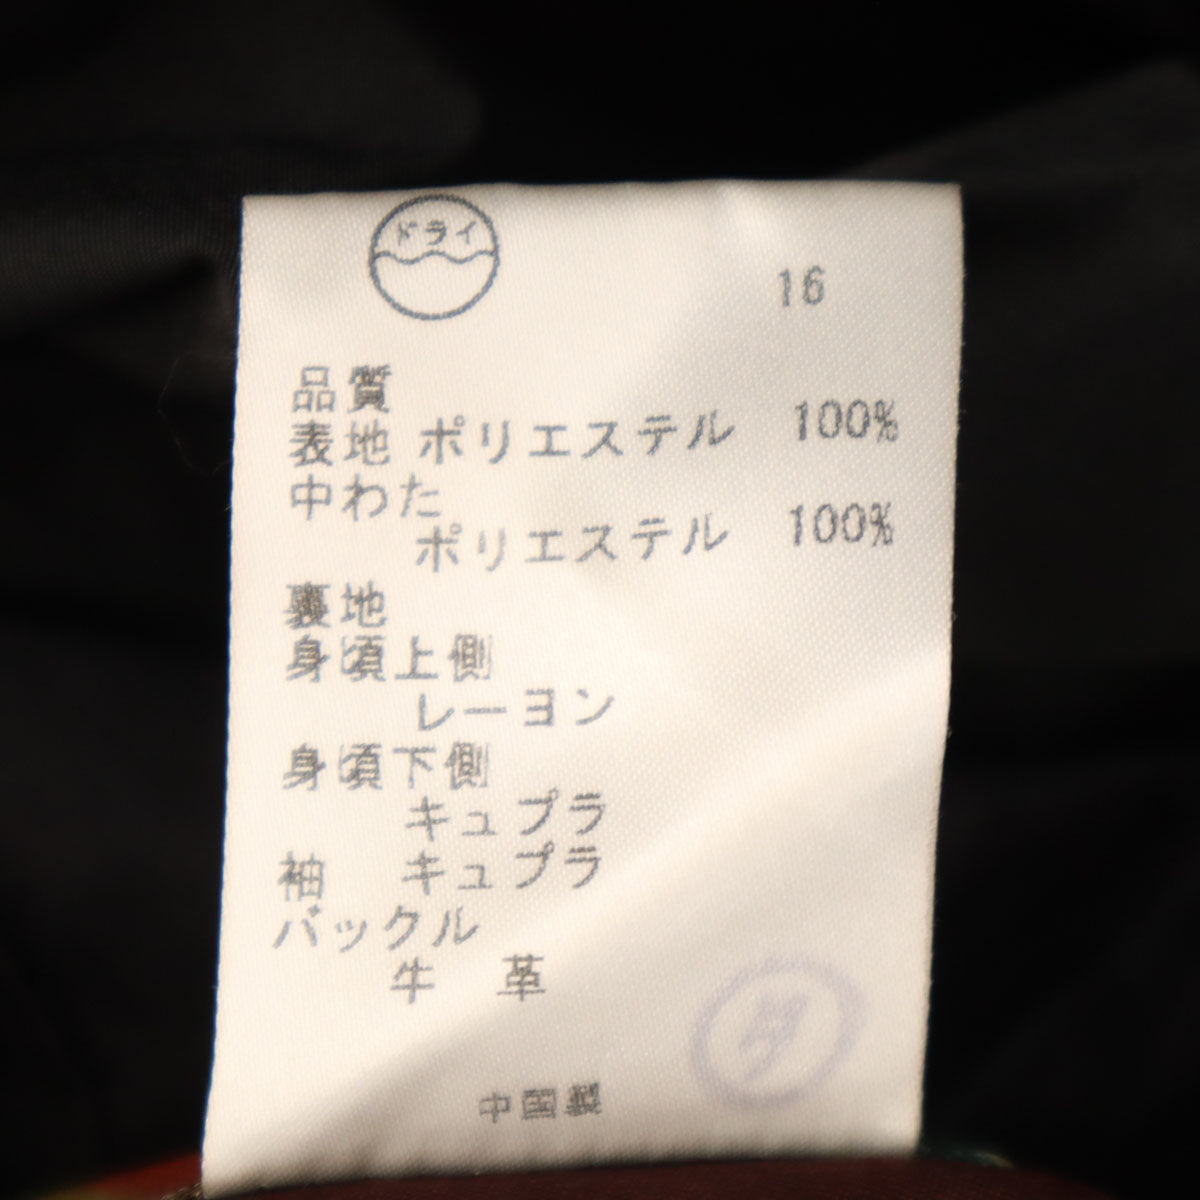 ドライ
16
品質
表地 ポリエステル 100%
中わた
ポリエステル 100%
裏地
身頃上側
レーヨン
身頃下側
キュプラ
袖 キュプラ
バックル
牛 革
中国製